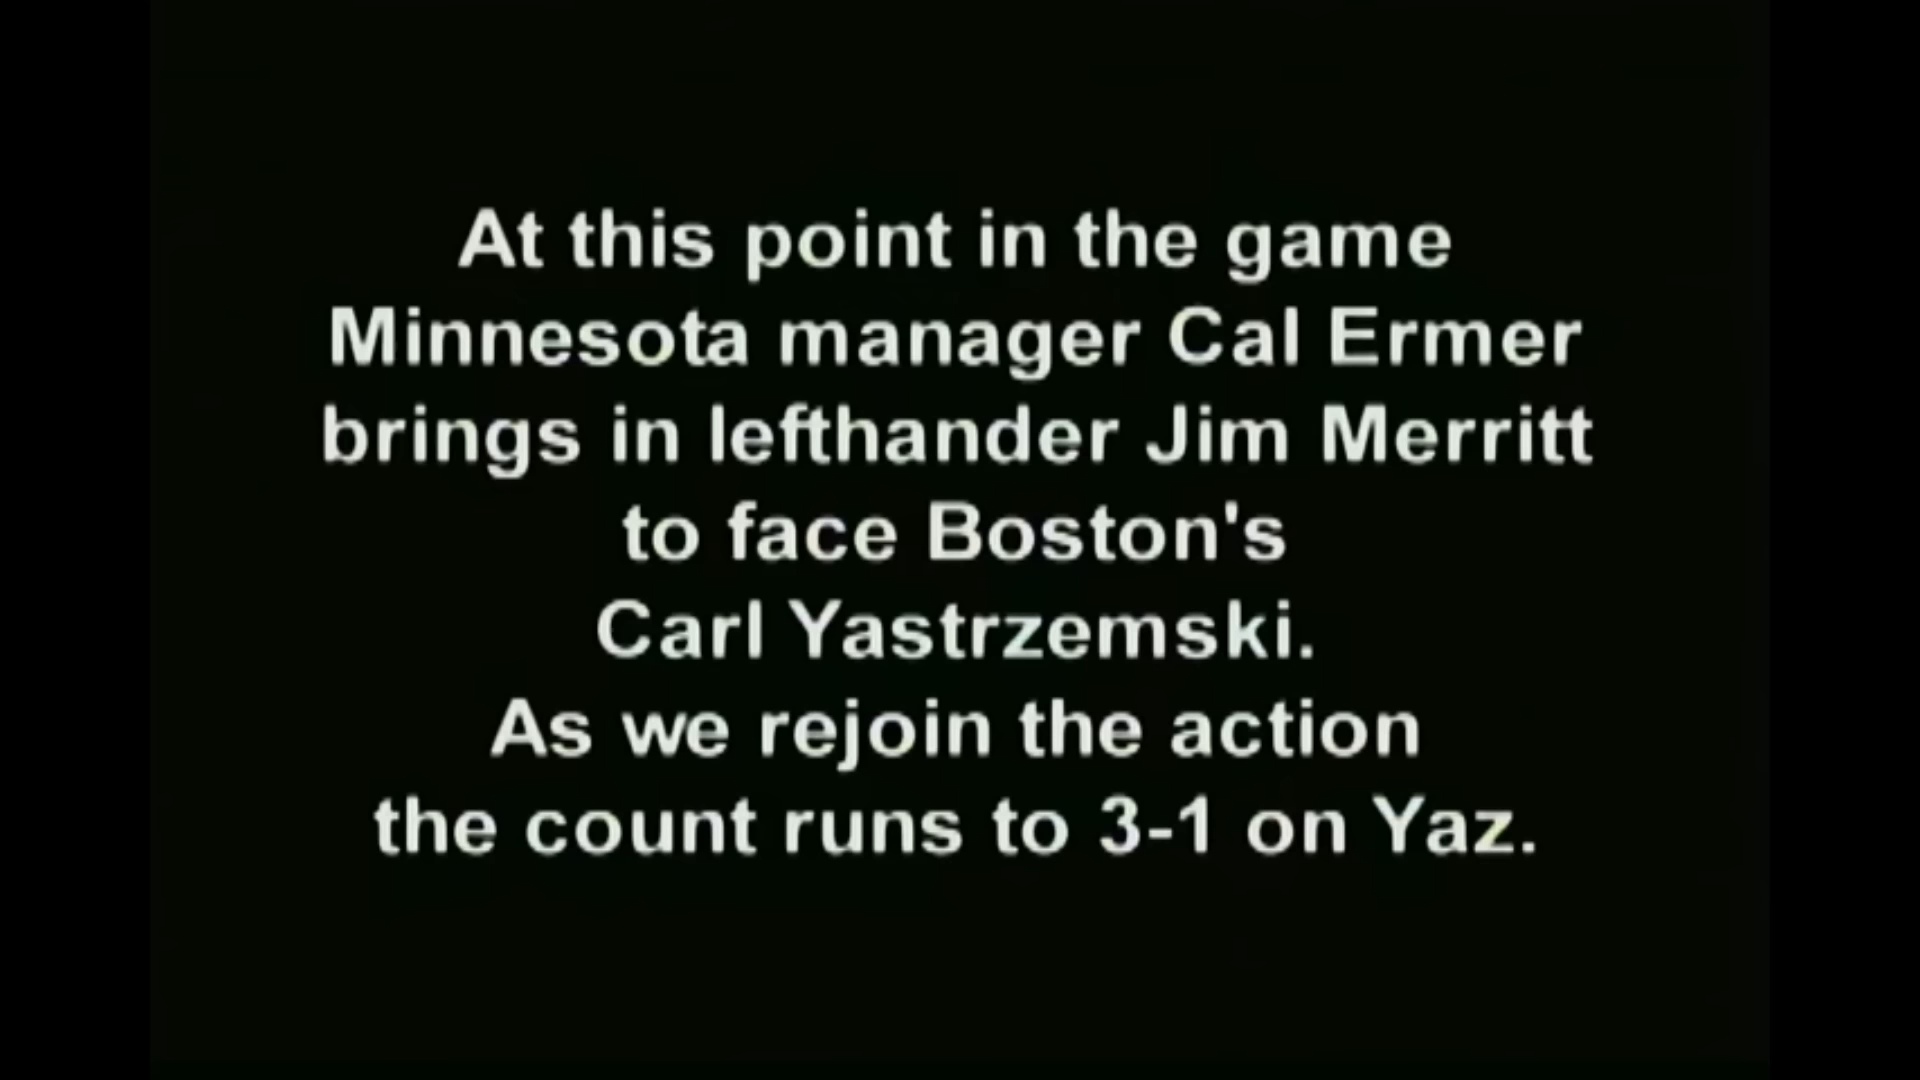 At this point in the game
Minnesota manager Cal Ermer
brings in lefthander Jim Merritt
to face Boston's
Carl Yastrzemski.
As we rejoin the action
the count runs to 3-1 on Yaz.